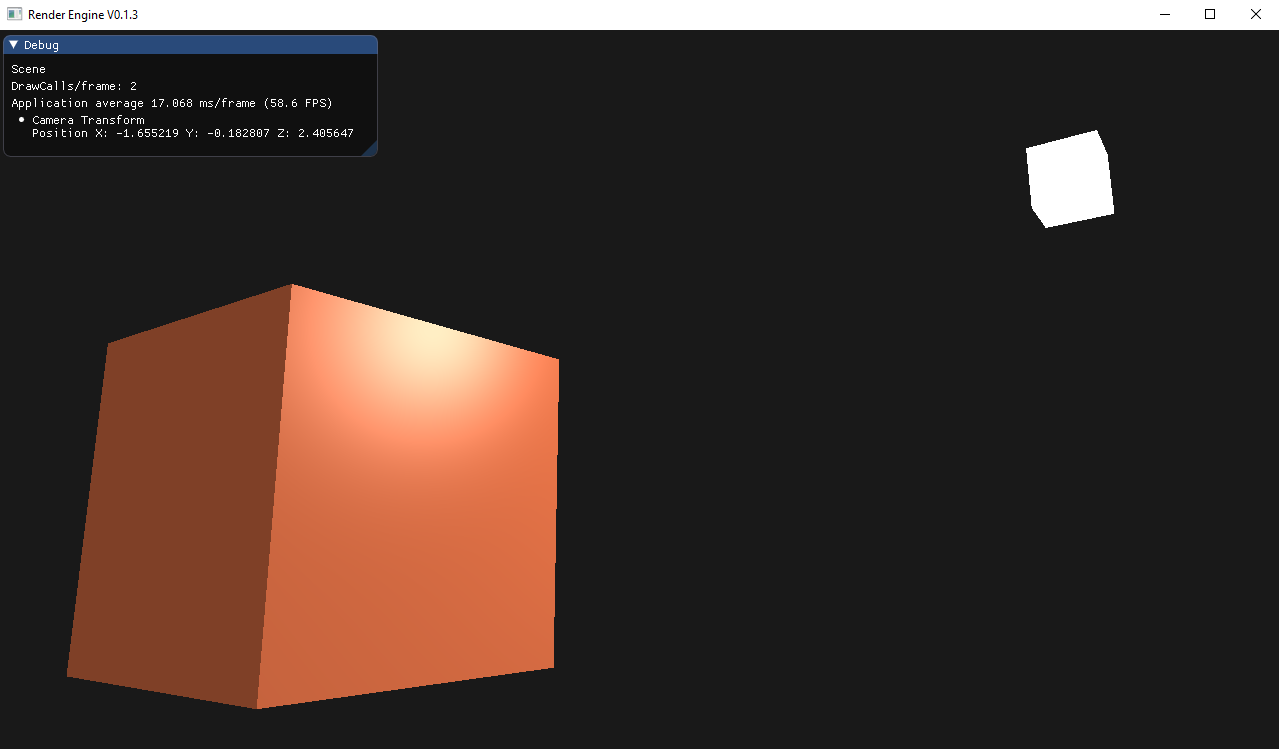 Render Engine V0.1.3
Debug
Scene
DrawCalls/frame: 2
Application average 17.068 ms/frame (58.6 FPS)
Camera Transform
Position X: -1.655219 Y: -0.182807 Z: 2.405647